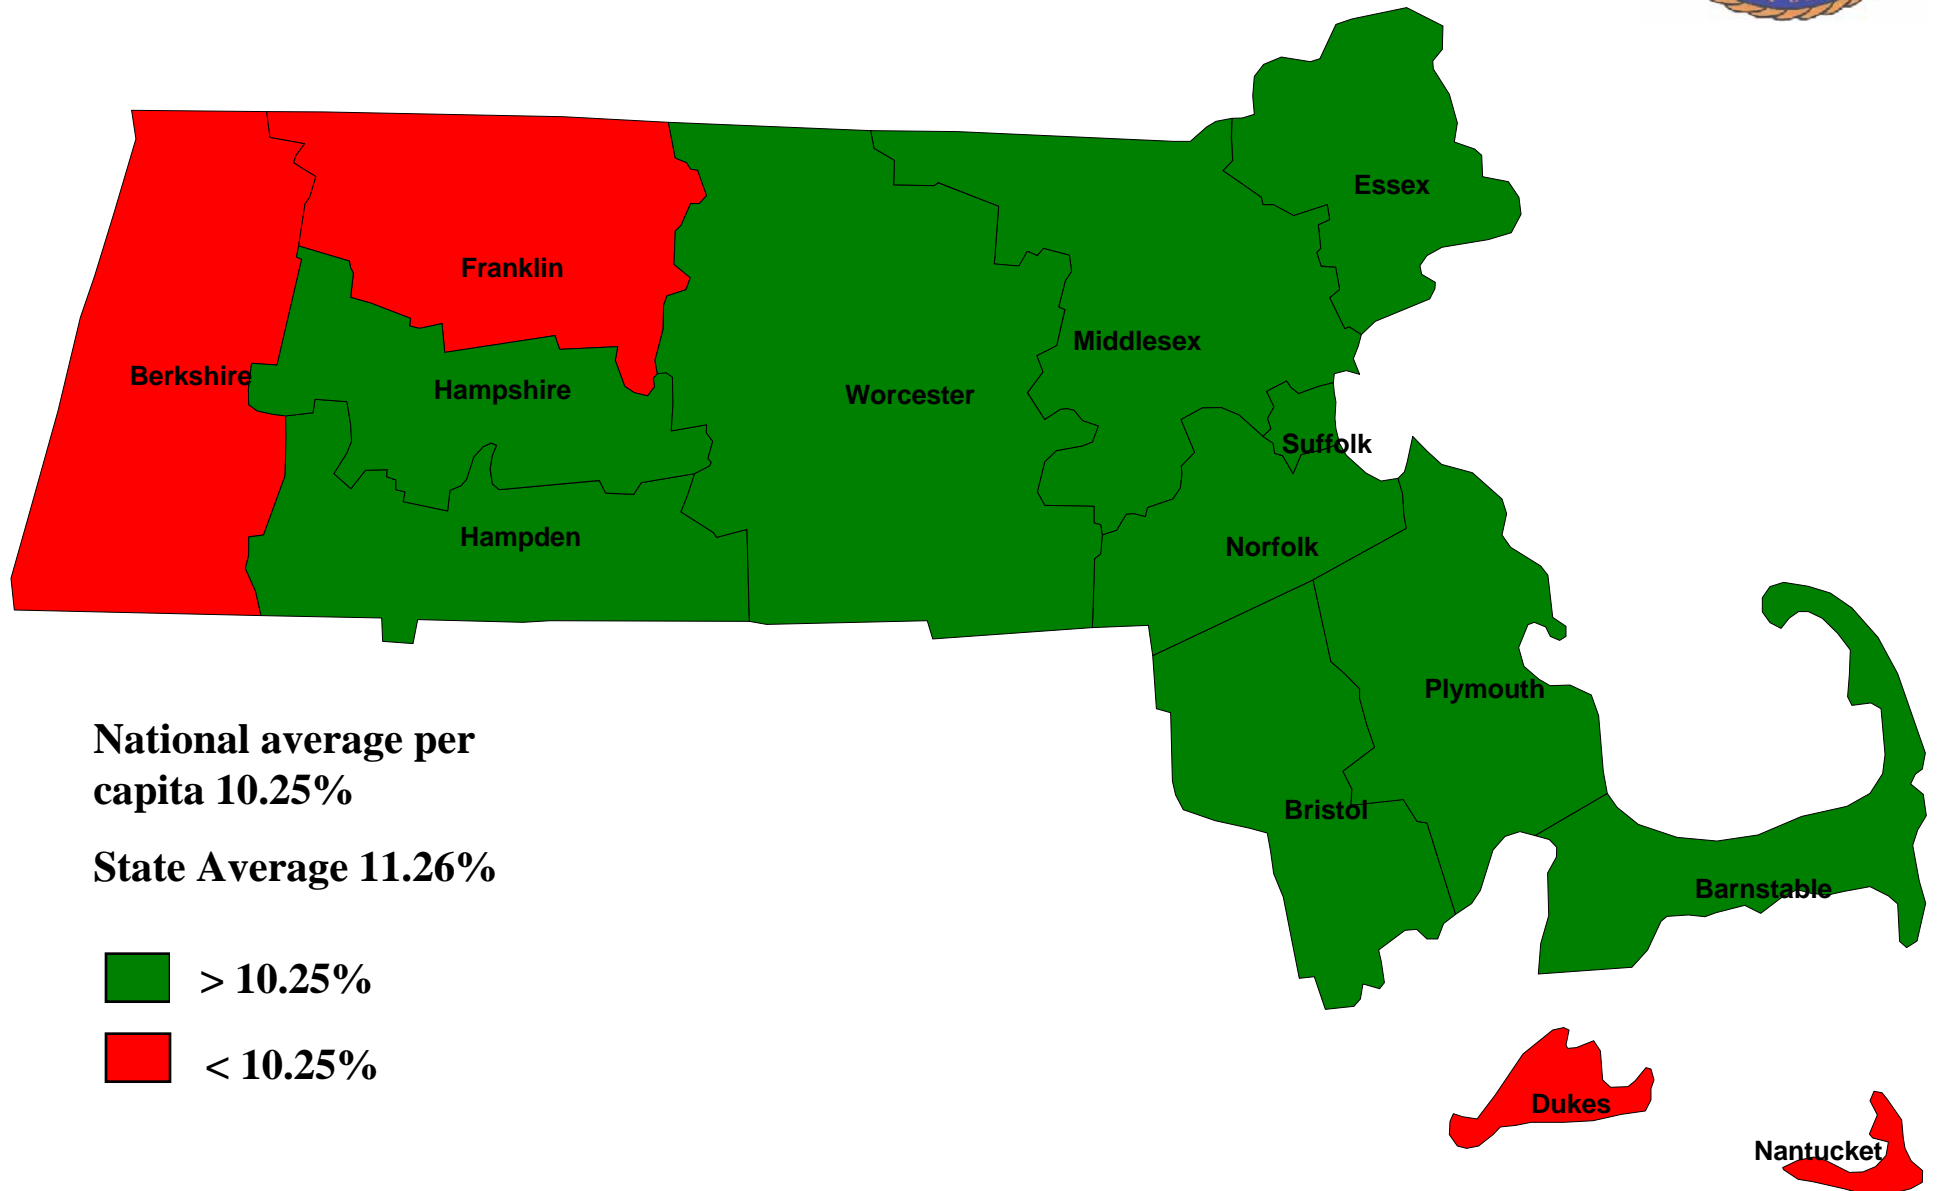 Essex
Franklin
Middlesex
Berkshire
Hampshire
Worcester
Suffolk
Hampden
Norfolk
Plymouth
Bristol
Barnstable
Dukes
Nantucket
National average per
capita 10.25%
State Average 11.26%
> 10.25%
< 10.25%